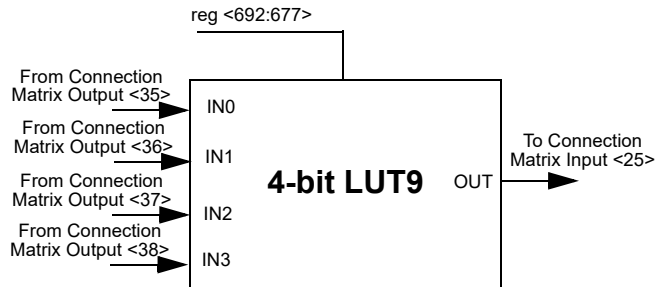 reg <692:677>
From Connection
Matrix Output <35>
IN0
From Connection
Matrix Output <36>
IN1
From Connection
Matrix Output <37>
IN2
From Connection
Matrix Output <38>
IN3
4-bit LUT9
OUT
To Connection
Matrix Input <25>